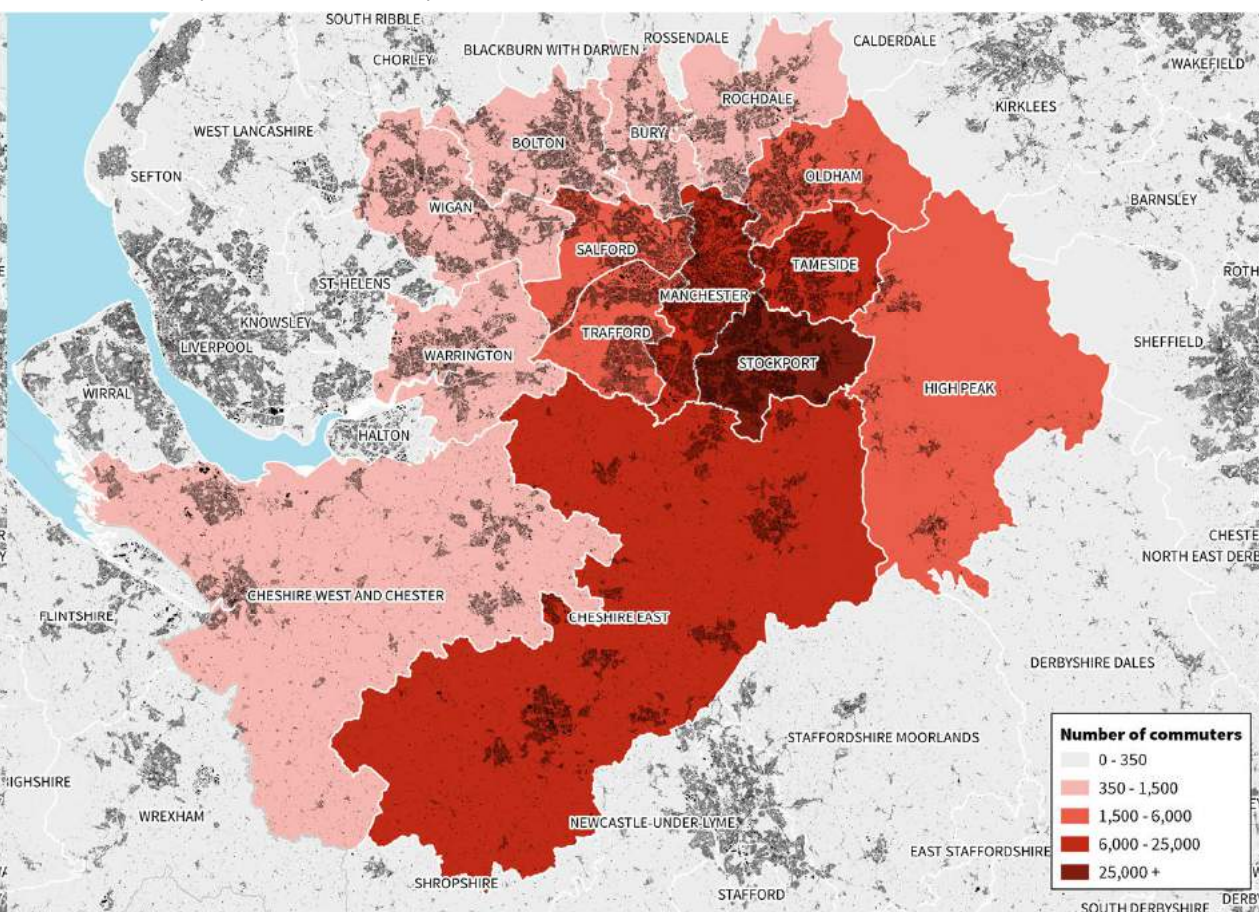 SOUTH RIBBLE
ROSSENDALE
CALDERDALE
BLACKBURN WITH DARWEN
CHORLEY
WAKEFIELD
ROCHDALE
KIRKLEES
WEST LANCASHIRE
BURY
BOLTON
SEFTON
OLDHAM
BARNSLEY
WIGAN
SALFORD
TAMESIDE
ROTH
ST·HELENS
MANCHESTER
KNOWSLEY
TRAFFORD
SHEFFIELD
LIVERPOOL
WARRINGTON
STOCKPORT
WIRRAL
HIGH PEAK
HALTON
CHESTE
NORTH EAST DERB
CHESHIRE WEST AND CHESTER
FLINTSHIRE
CHESHIRE EAST
DERBYSHIRE DALES
Number of commuters
0 - 350
350 - 1,500
1,500 - 6,000
6,000 - 25,000
25,000 +
STAFFORDSHIRE MOORLANDS
IGHSHIRE
WREXHAM
NEWCASTLE-UNDER-LYME
EAST STAFFORDSHIRE
SHROPSHIRE
STAFFORD
SOUTH DERBYSHIRE
DERB